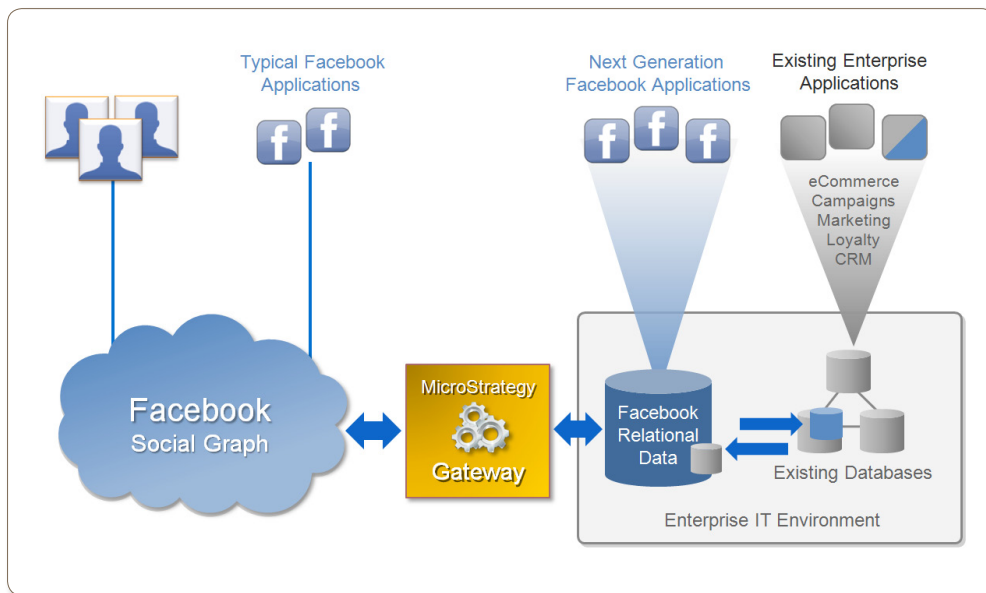 Typical Facebook
Applications
Next Generation
Facebook Applications
Existing Enterprise
Applications
f
f
f
f
f
eCommerce
Campaigns
Marketing
Loyalty
CRM
Facebook
Social Graph
MicroStrategy
Gateway
Facebook
Relational
Data
Existing Databases
Enterprise IT Environment